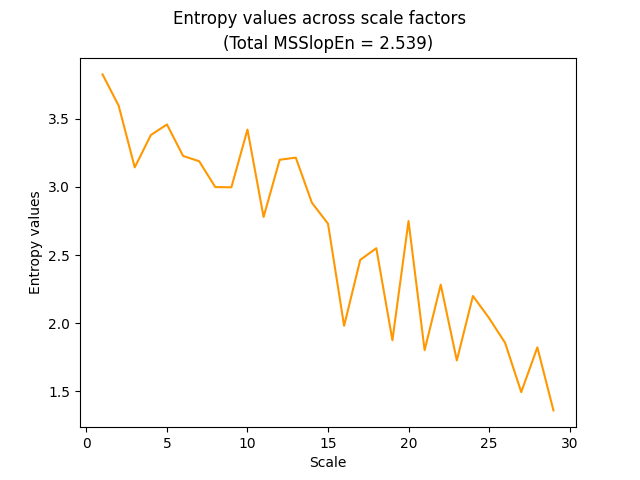 Entropy values across scale factors
(Total MSSlopEn = 2.539)
Entropy values
3.5
3.0
2.5
2.0
1.5
0 5 10 15 20 25 30
Scale